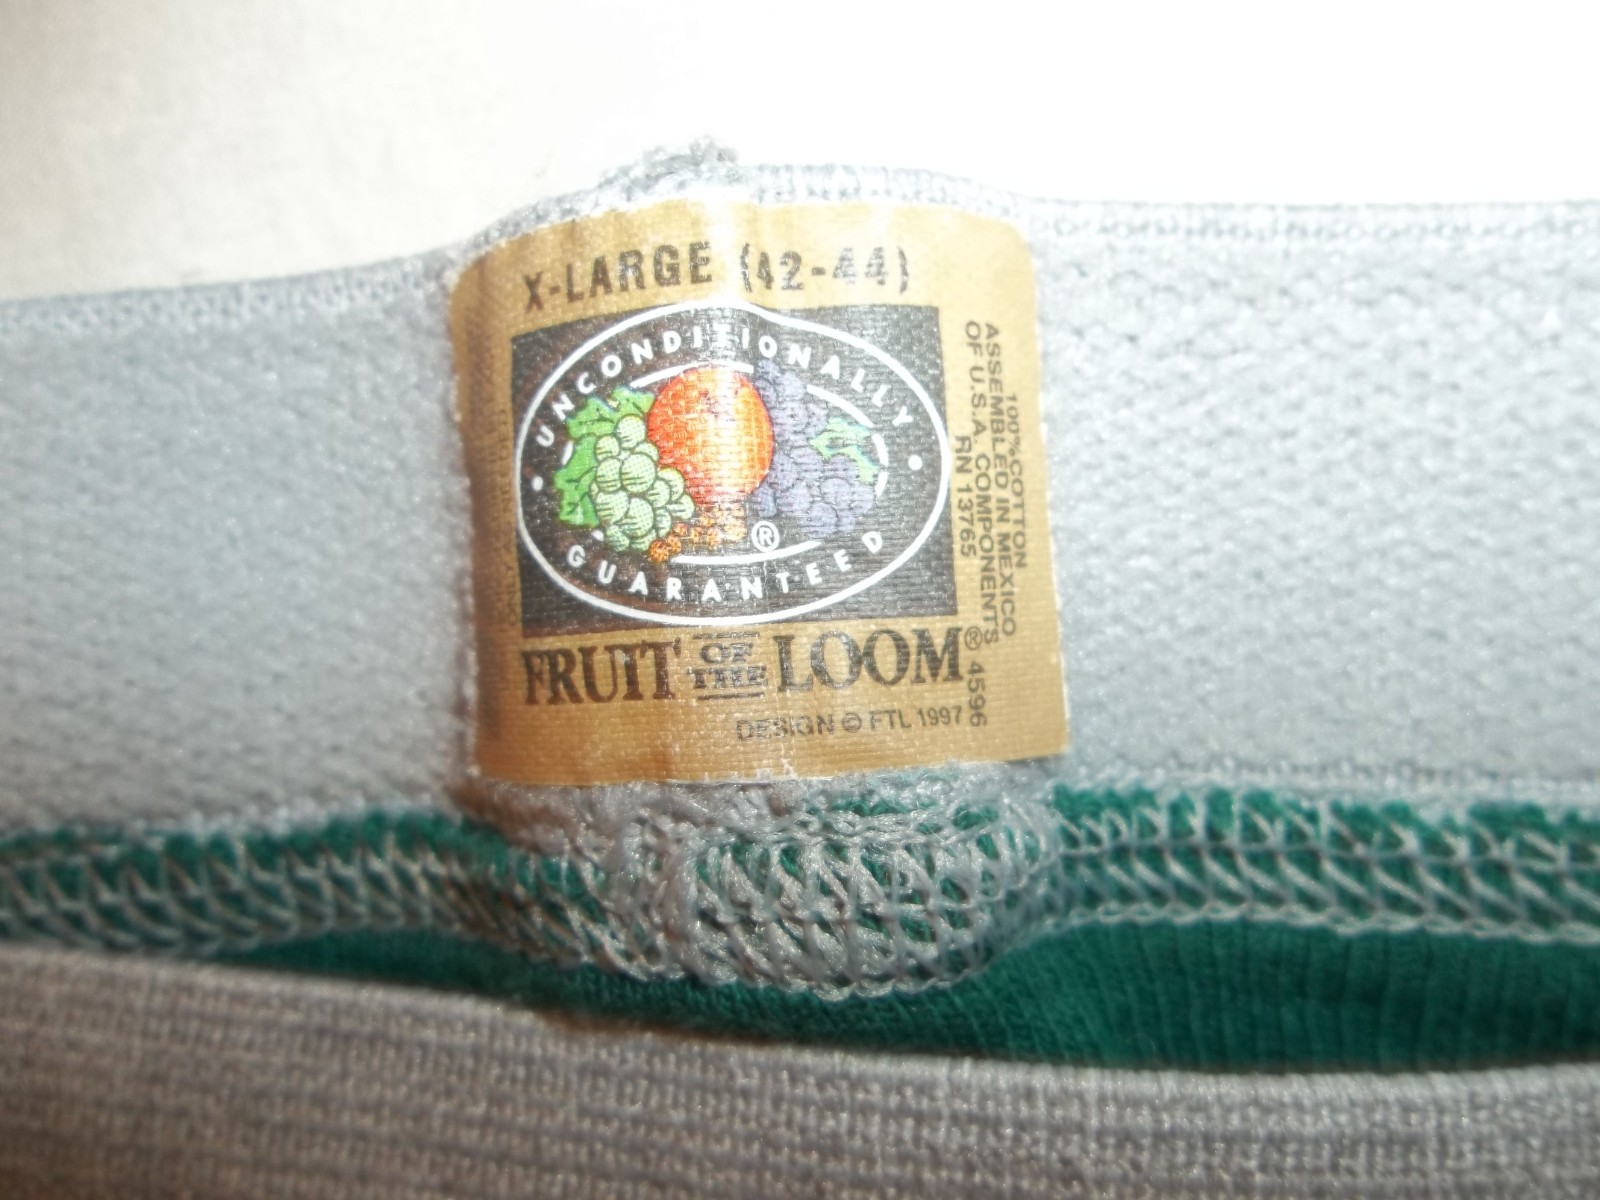 X-LARGE (42-44)
UNCONDITIONALLY
GUARANTEED
®
FRUIT OF THE LOOM®
DESIGN © FTL 1997
100% COTTON
ASSEMBLED IN MEXICO
OF U.S.A. COMPONENTS
RN 13765
4596